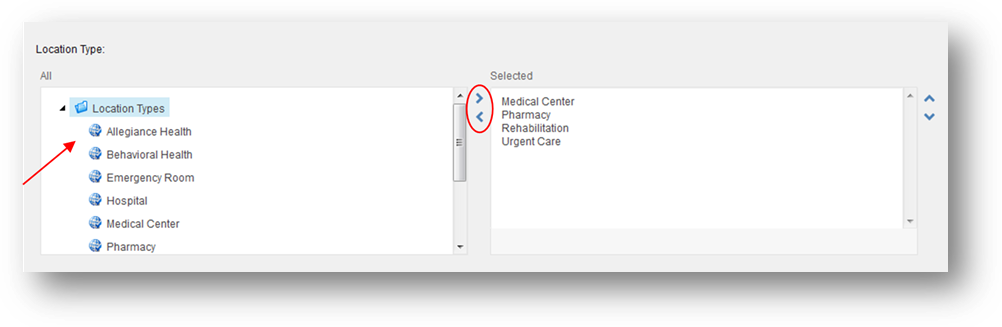 Location Type:
All
Selected
Location Types
Allegiance Health
Behavioral Health
Emergency Room
Hospital
Medical Center
Pharmacy
Medical Center
Pharmacy
Rehabilitation
Urgent Care